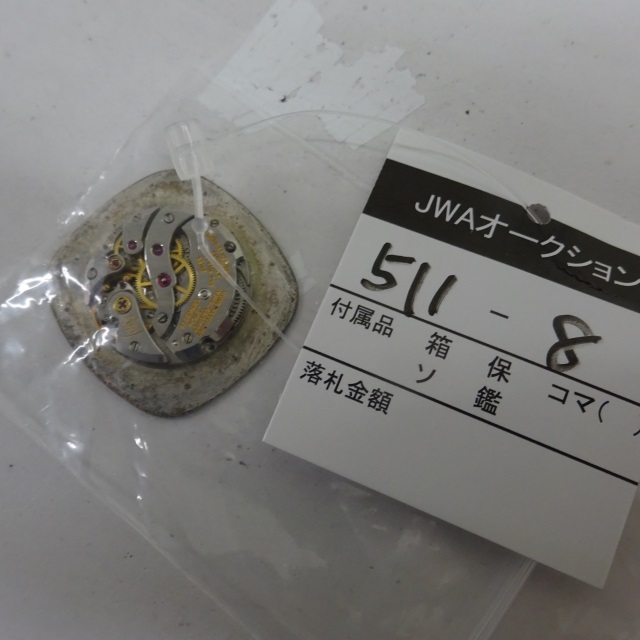 JWAオークション
511 - 8
付属品 箱 保 コマ( )
ソ 鑑
落札金額